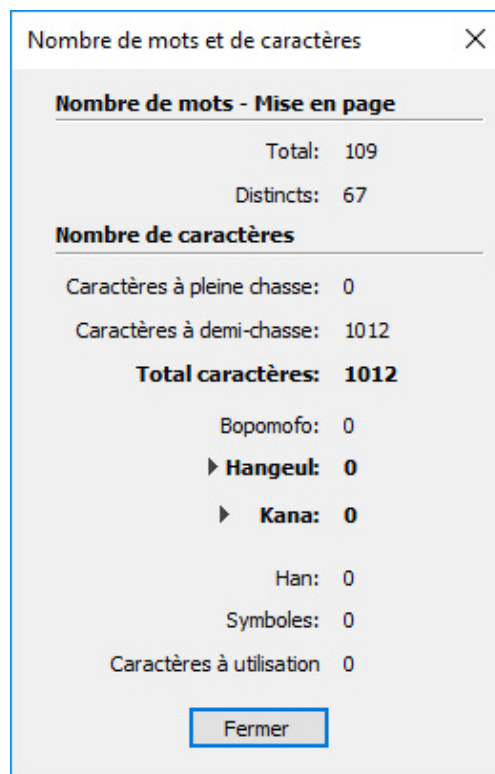 Nombre de mots et de caractères
Nombre de mots - Mise en page
Total: 109
Distincts: 67
Nombre de caractères
Caractères à pleine chasse: 0
Caractères à demi-chasse: 1012
Total caractères: 1012
Bopomofo: 0
Hangeul: 0
Kana: 0
Han: 0
Symboles: 0
Caractères à utilisation 0
Fermer